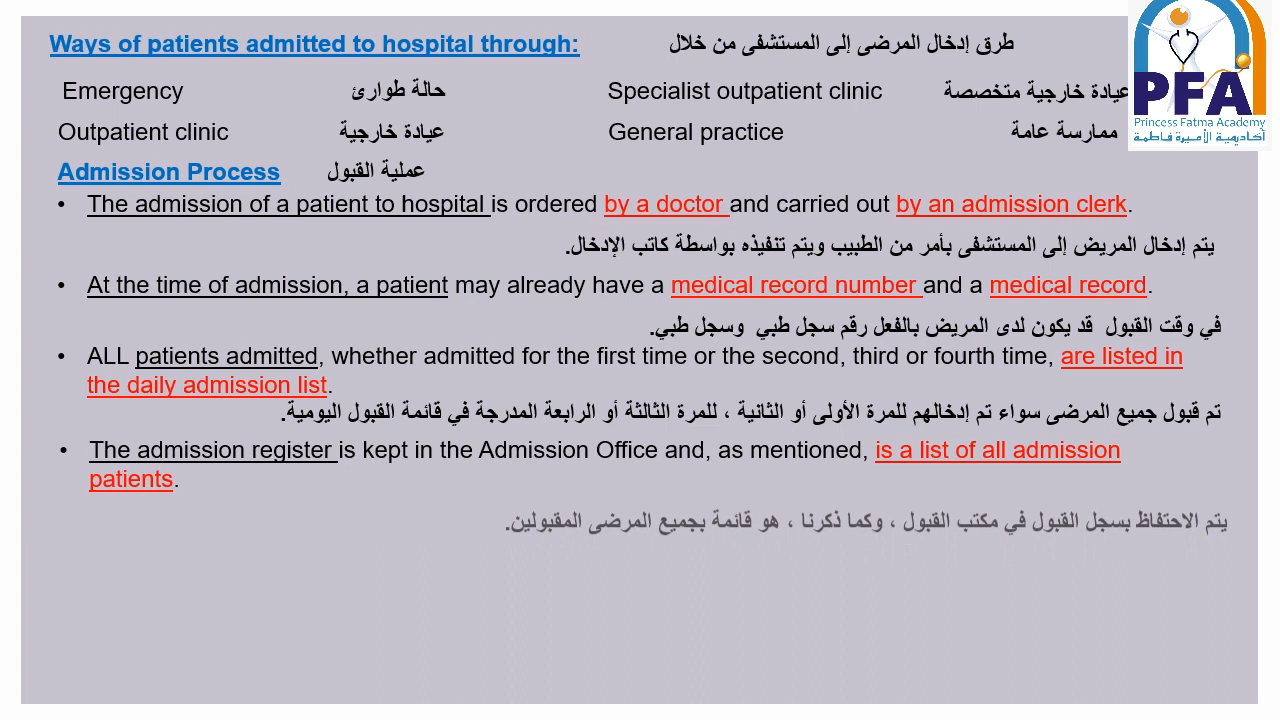 Ways of patients admitted to hospital through: طرق إدخال المرضى إلى المستشفى من خلال
Emergency حالة طوارئ Specialist outpatient clinic عيادة خارجية متخصصة
Outpatient clinic عيادة خارجية General practice ممارسة عامة
PFA
Princess Fatma Academy
أكاديمية الأميرة فاطمة
Admission Process عملية القبول
• The admission of a patient to hospital is ordered by a doctor and carried out by an admission clerk.
يتم إدخال المريض إلى المستشفى بأمر من الطبيب ويتم تنفيذه بواسطة كاتب الإدخال.
• At the time of admission, a patient may already have a medical record number and a medical record.
في وقت القبول قد يكون لدى المريض بالفعل رقم سجل طبي وسجل طبي.
• ALL patients admitted, whether admitted for the first time or the second, third or fourth time, are listed in
the daily admission list.
تم قبول جميع المرضى سواء تم إدخالهم للمرة الأولى أو الثانية ، للمرة الثالثة أو الرابعة المدرجة في قائمة القبول اليومية.
• The admission register is kept in the Admission Office and, as mentioned, is a list of all admission
patients.
يتم الاحتفاظ بسجل القبول في مكتب القبول ، وكما ذكرنا ، هو قائمة بجميع المرضى المقبولين.